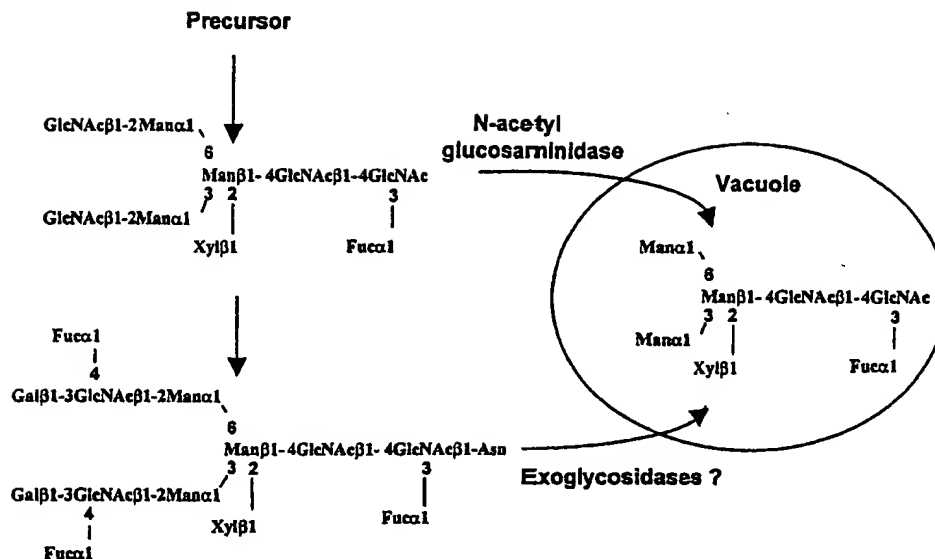 Precursor
GlcNAcβ1-2Manα1
6
Manβ1- 4GlcNAcβ1-4GlcNAc
3 2 3
GlcNAcβ1-2Manα1
Xylβ1 Fucα1
N-acetyl
glucosaminidase
Vacuole
Manα1
6
Manβ1- 4GlcNAcβ1-4GlcNAc
3 2 3
Manα1
Xylβ1 Fucα1
Fucα1
4
Galβ1-3GlcNAcβ1-2Manα1
6
Manβ1- 4GlcNAcβ1- 4GlcNAcβ1-Asn
3 2 3
Galβ1-3GlcNAcβ1-2Manα1
4
Xylβ1 Fucα1
Fucα1
Exoglycosidases ?